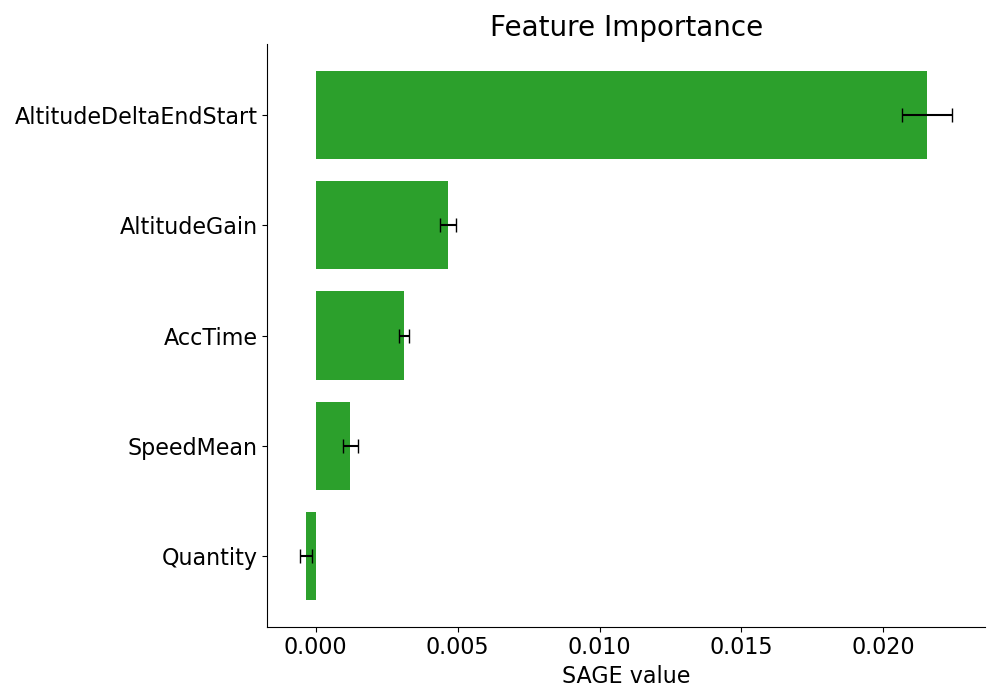 Feature Importance
AltitudeDeltaEndStart
AltitudeGain
AccTime
SpeedMean
Quantity
0.000 0.005 0.010 0.015 0.020
SAGE value